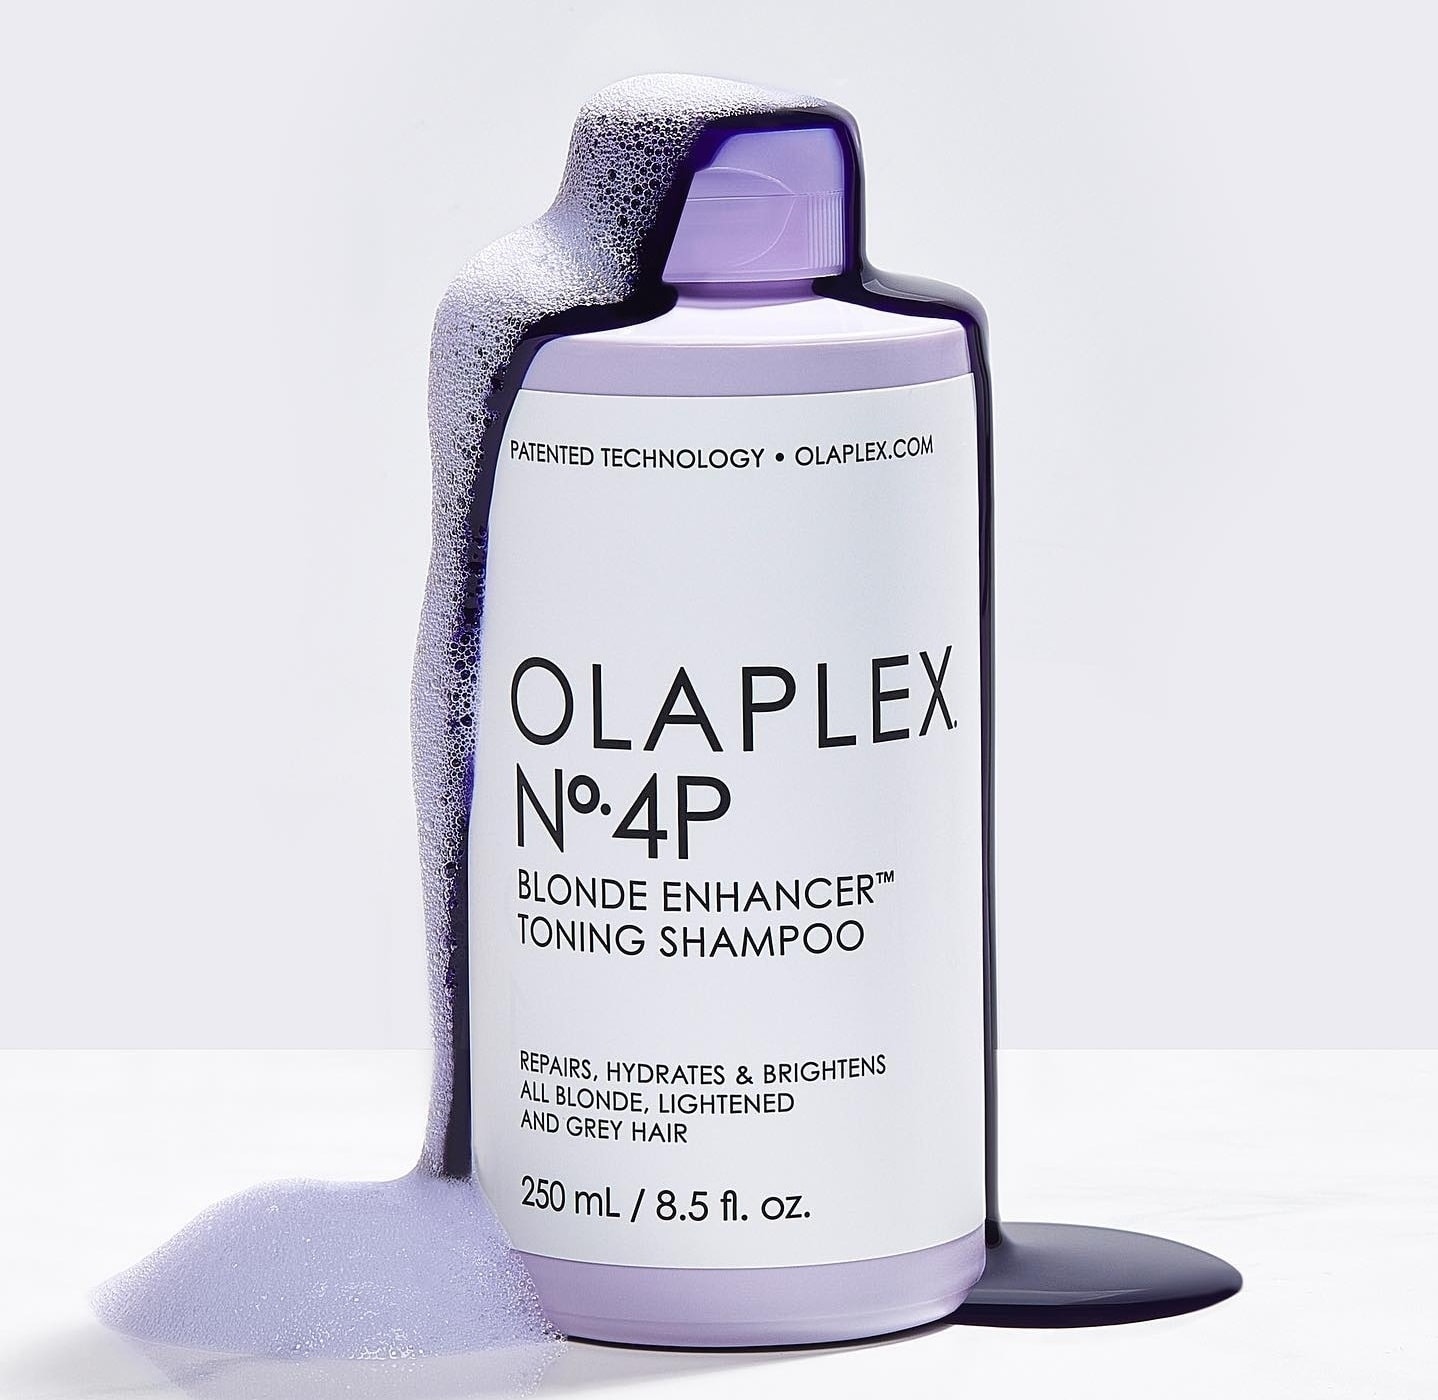 PATENTED TECHNOLOGY • OLAPLEX.COM
OLAPLEX.
Nº.4P
BLONDE ENHANCER™
TONING SHAMPOO
REPAIRS, HYDRATES & BRIGHTENS
ALL BLONDE, LIGHTENED
AND GREY HAIR
250 mL / 8.5 fl. oz.